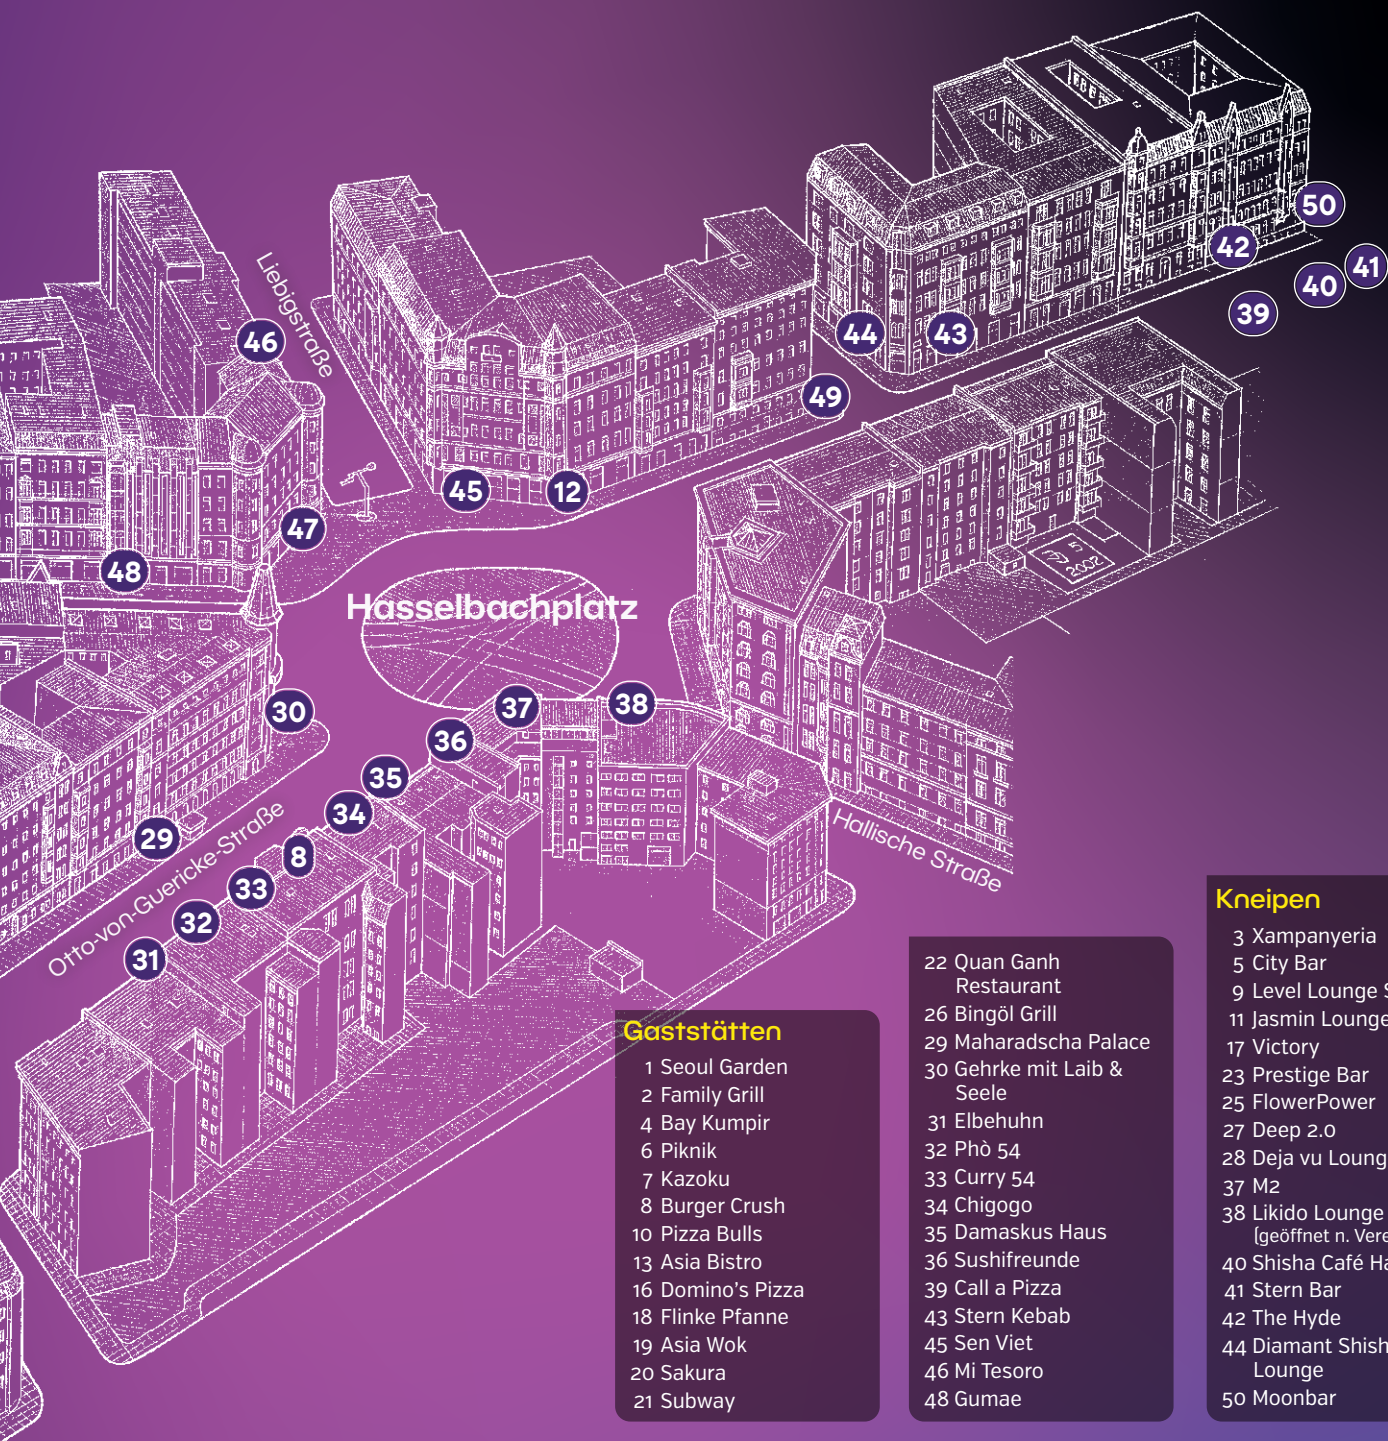 50
42
41
40
39
44
43
Liebigstraße
46
49
45
12
47
48
Hasselbachplatz
2002
37
38
30
36
35
34
29
8
Otto-von-Guericke-Straße
33
32
31
Hallische Straße
Gaststätten
1 Seoul Garden
2 Family Grill
4 Bay Kumpir
6 Piknik
7 Kazoku
8 Burger Crush
10 Pizza Bulls
13 Asia Bistro
16 Domino's Pizza
18 Flinke Pfanne
19 Asia Wok
20 Sakura
21 Subway
22 Quan Ganh
Restaurant
26 Bingöl Grill
29 Maharadscha Palace
30 Gehrke mit Laib &
Seele
31 Elbehuhn
32 Phò 54
33 Curry 54
34 Chigogo
35 Damaskus Haus
36 Sushifreunde
39 Call a Pizza
43 Stern Kebab
45 Sen Viet
46 Mi Tesoro
48 Gumae
Kneipen
3 Xampanyeria
5 City Bar
9 Level Lounge
11 Jasmin Lounge
17 Victory
23 Prestige Bar
25 FlowerPower
27 Deep 2.0
28 Deja vu
37 M2
38 Likido Lounge
(geöffnet n.
40 Shisha Café
41 Stern Bar
42 The Hyde
44 Diamant
Lounge
50 Moonbar